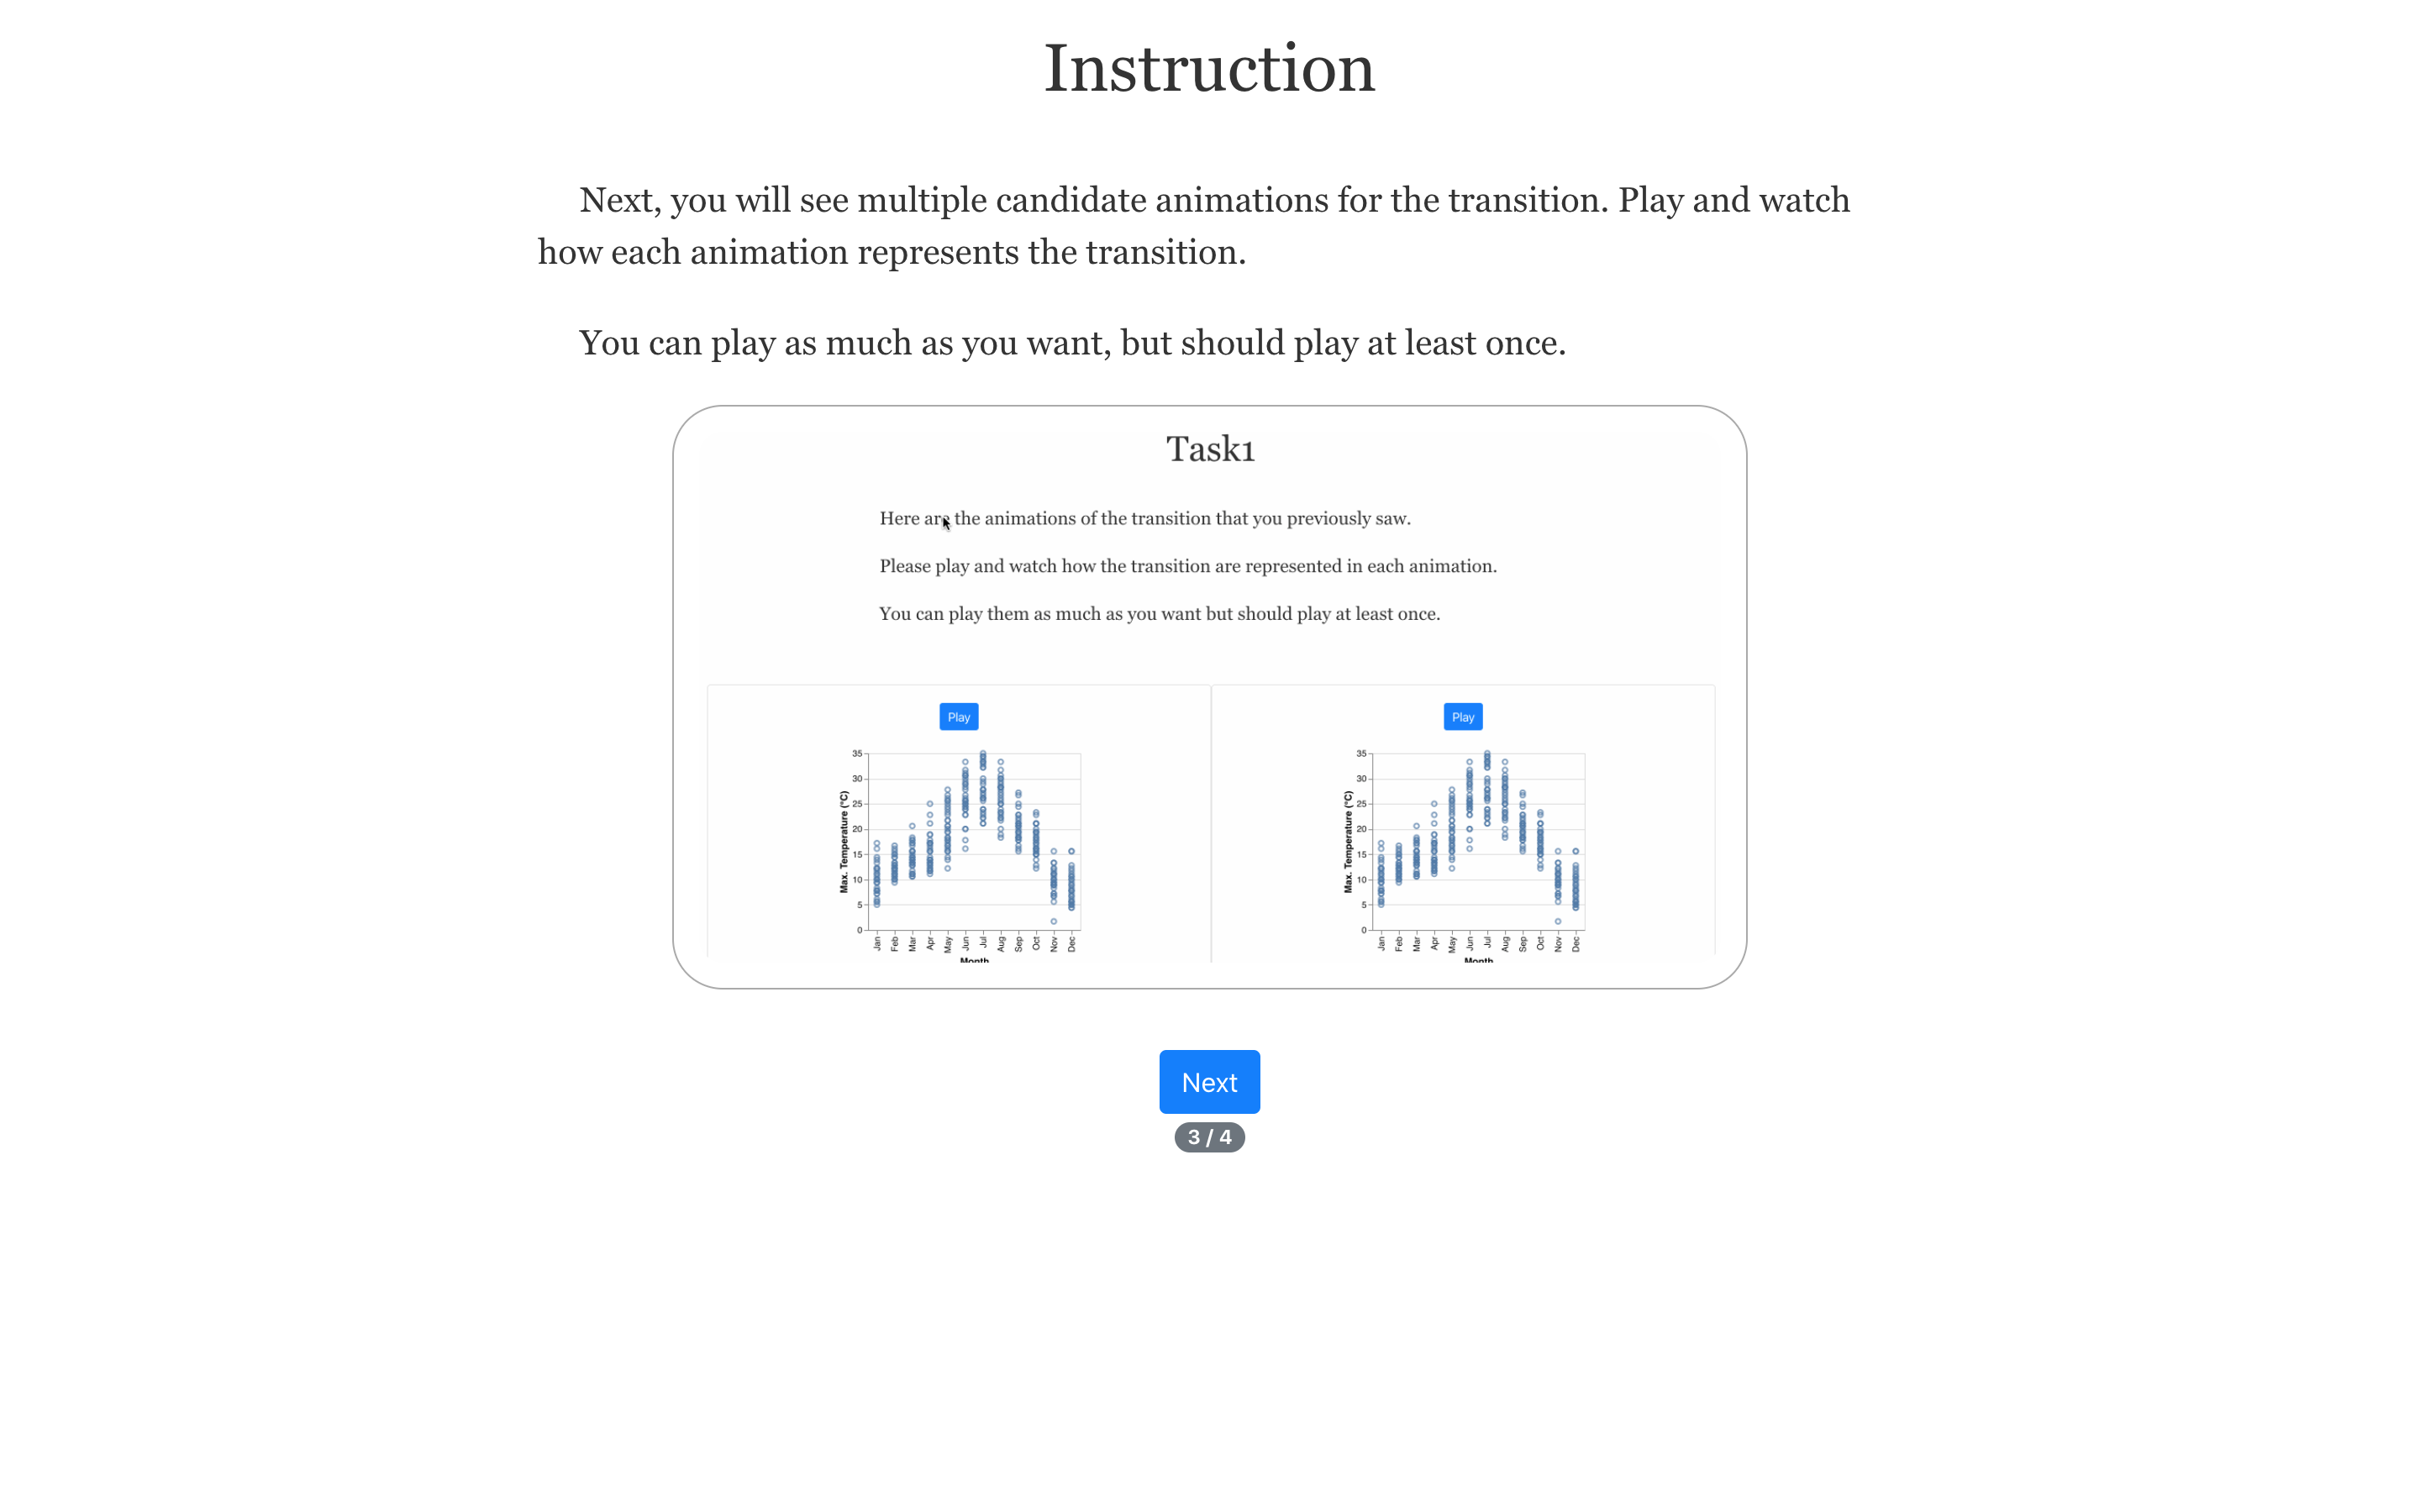 Instruction
Next, you will see multiple candidate animations for the transition. Play and watch
how each animation represents the transition.
You can play as much as you want, but should play at least once.
Task1
Here are the animations of the transition that you previously saw.
Please play and watch how the transition are represented in each animation.
You can play them as much as you want but should play at least once.
Play
35
30
25
20
15
10
5
0
Max. Temperature (°C)
Jan Feb Mar Apr May Jun Jul Aug Sep Oct Nov Dec
Month
Play
35
30
25
20
15
10
5
0
Max. Temperature (°C)
Jan Feb Mar Apr May Jun Jul Aug Sep Oct Nov Dec
Month
Next
3 / 4